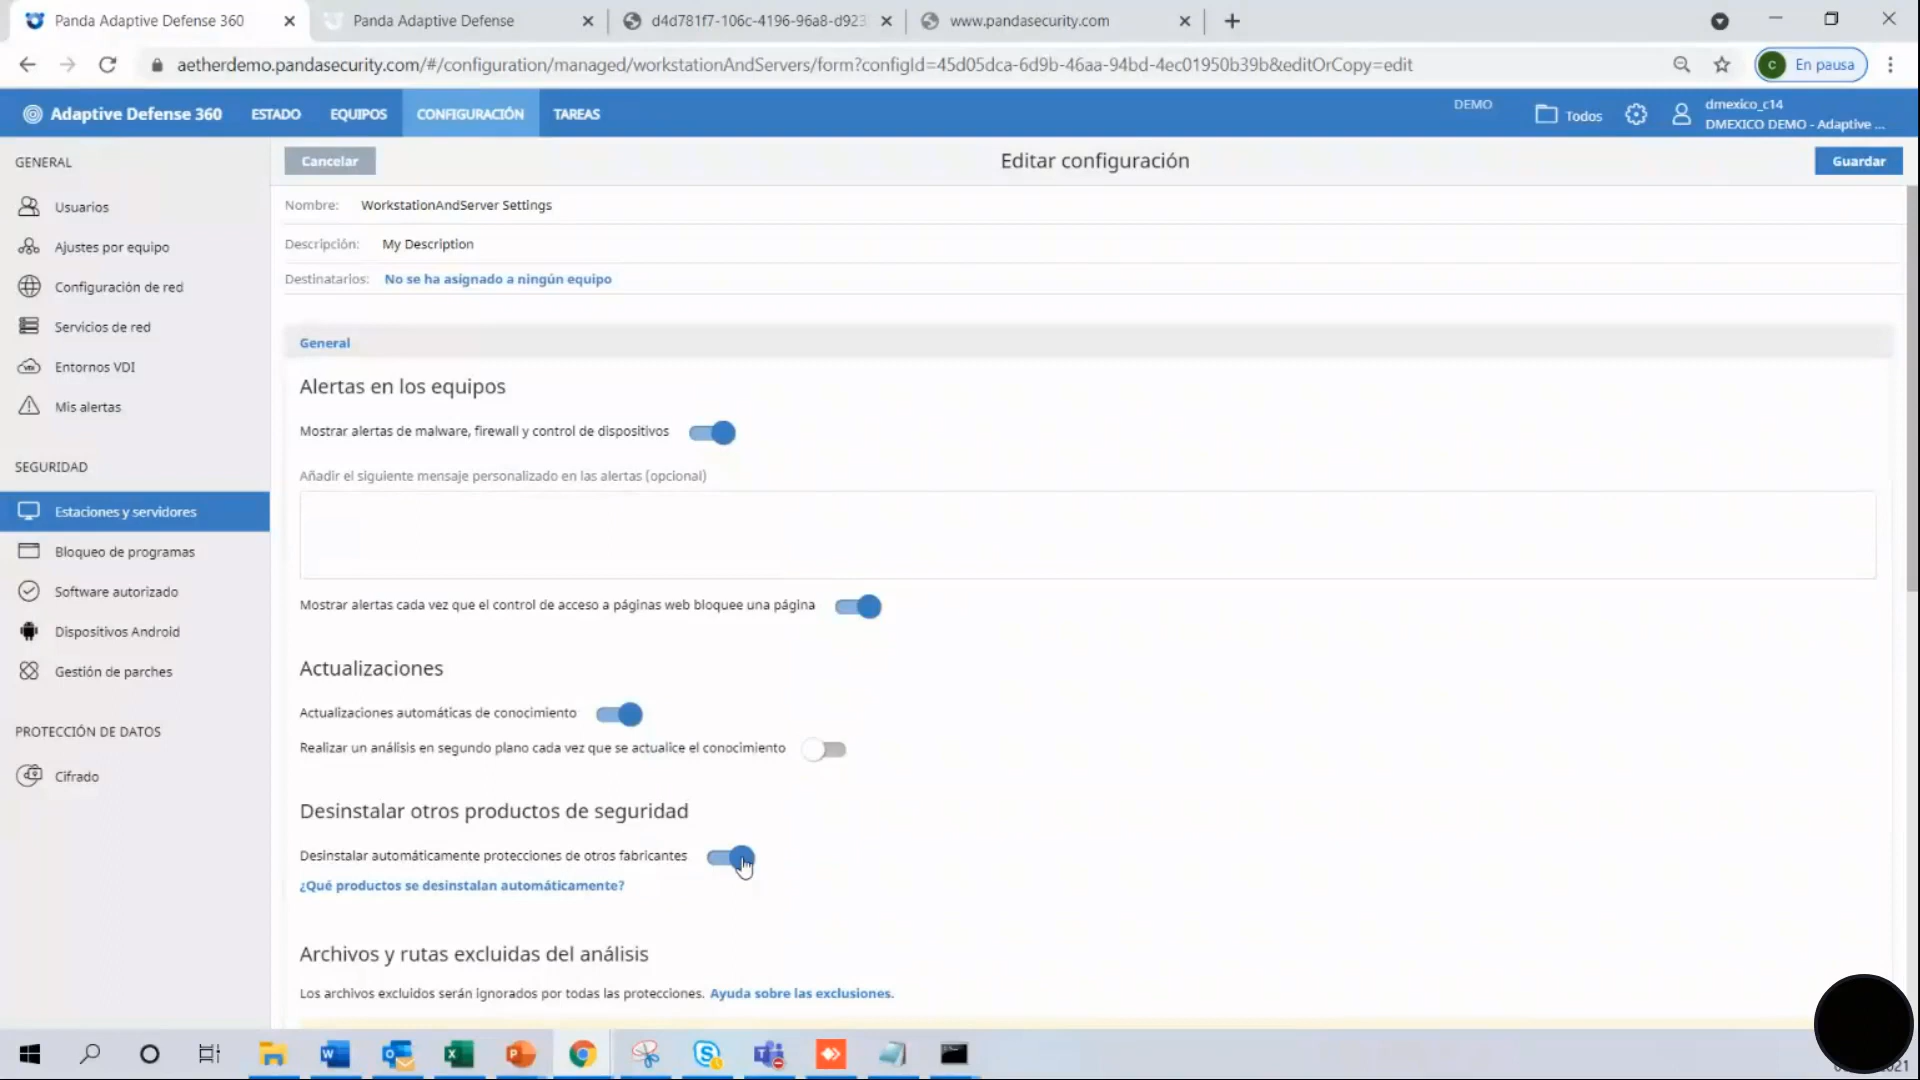 Panda Adaptive Defense 360
Panda Adaptive Defense
d4d781f7-106c-4196-96a8-d923
www.pandasecurity.com
aetherdemo.pandasecurity.com/#/configuration/managed/workstationAndServers/form?configId=45d05dca-6d9b-46aa-94bd-4ec01950b39b&editOrCopy=edit
C
En pausa
Adaptive Defense 360
ESTADO
EQUIPOS
CONFIGURACIÓN
TAREAS
DEMO
Todos
dmexico_c14
DMEXICO DEMO - Adaptive ...
GENERAL
Usuarios
Ajustes por equipo
Configuración de red
Servicios de red
Entornos VDI
Mis alertas
SEGURIDAD
Estaciones y servidores
Bloqueo de programas
Software autorizado
Dispositivos Android
Gestión de parches
PROTECCIÓN DE DATOS
Cifrado
Cancelar
Editar configuración
Guardar
Nombre: WorkstationAndServer Settings
Descripción: My Description
Destinatarios: No se ha asignado a ningún equipo
General
Alertas en los equipos
Mostrar alertas de malware, firewall y control de dispositivos
Añadir el siguiente mensaje personalizado en las alertas (opcional)
Mostrar alertas cada vez que el control de acceso a páginas web bloquee una página
Actualizaciones
Actualizaciones automáticas de conocimiento
Realizar un análisis en segundo plano cada vez que se actualice el conocimiento
Desinstalar otros productos de seguridad
Desinstalar automáticamente protecciones de otros fabricantes
¿Qué productos se desinstalan automáticamente?
Archivos y rutas excluidas del análisis
Los archivos excluidos serán ignorados por todas las protecciones. Ayuda sobre las exclusiones.